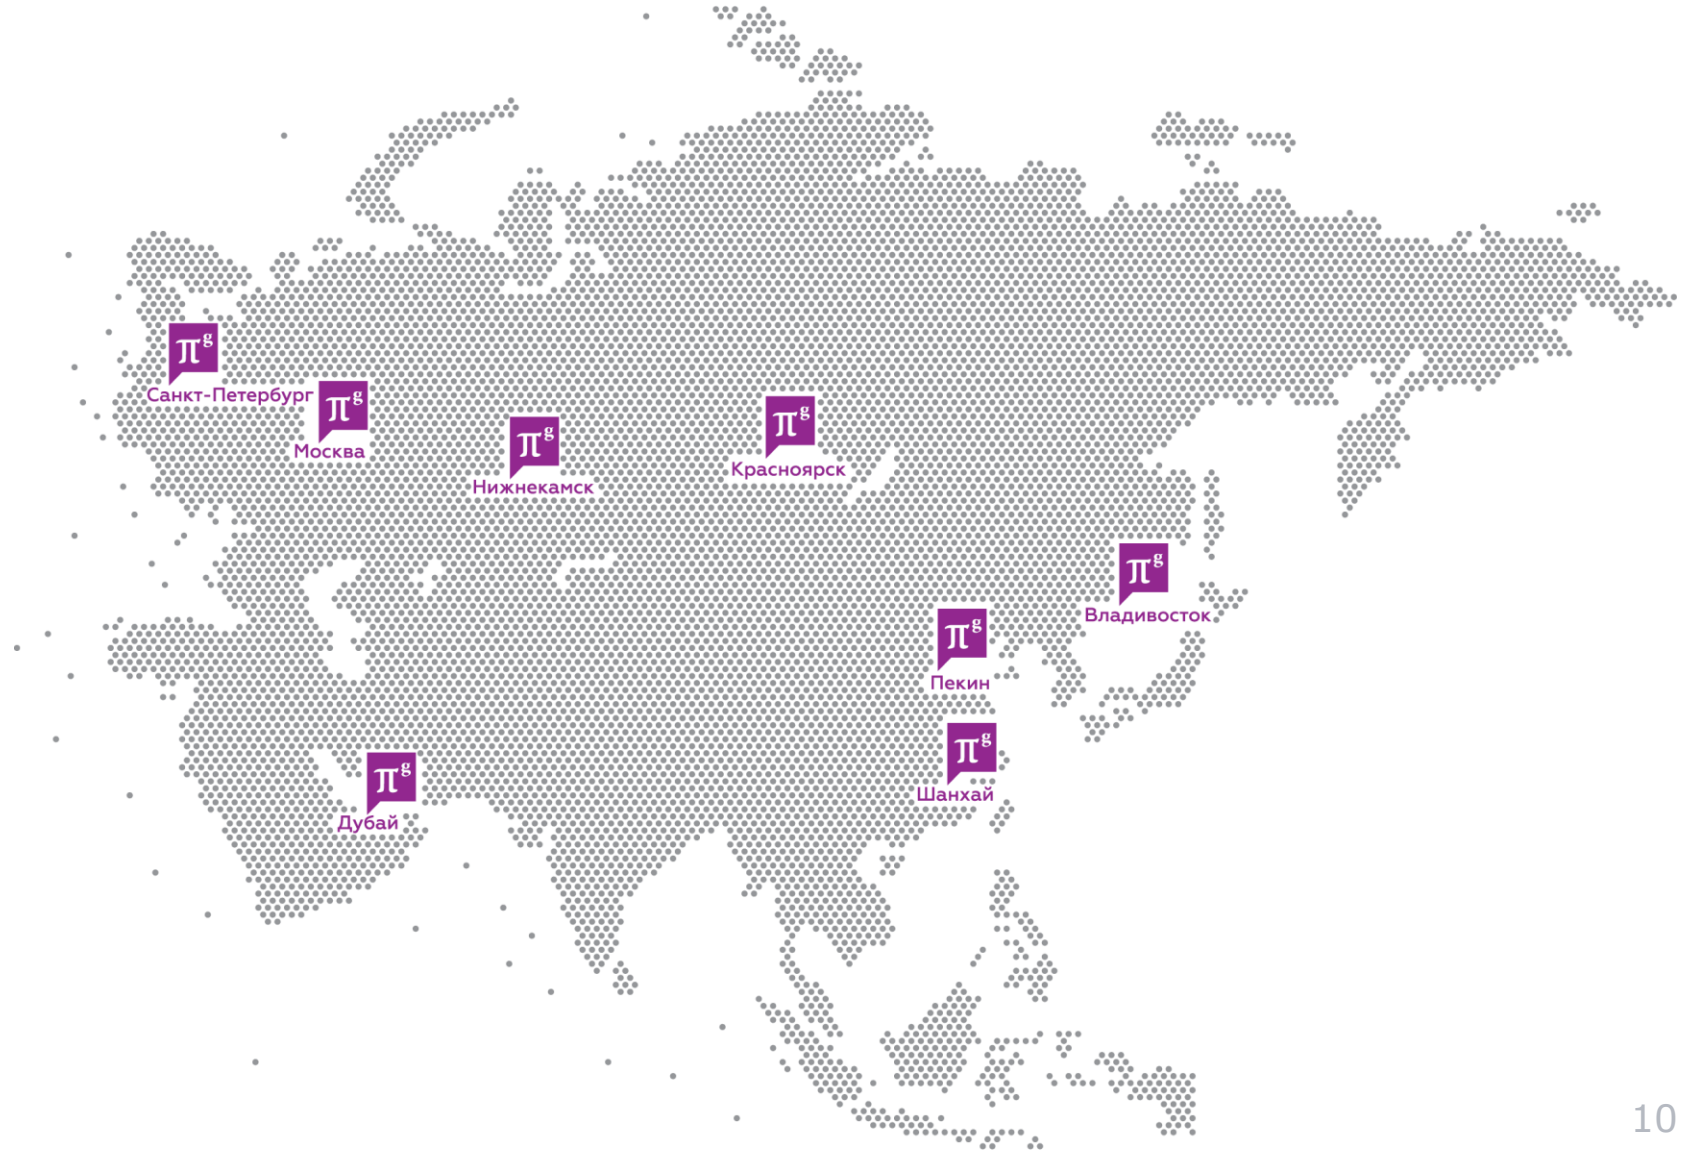 πg
Санкт-Петербург
πg
Москва
πg
Нижнекамск
πg
Красноярск
πg
Владивосток
πg
Пекин
πg
Шанхай
πg
Дубай
10